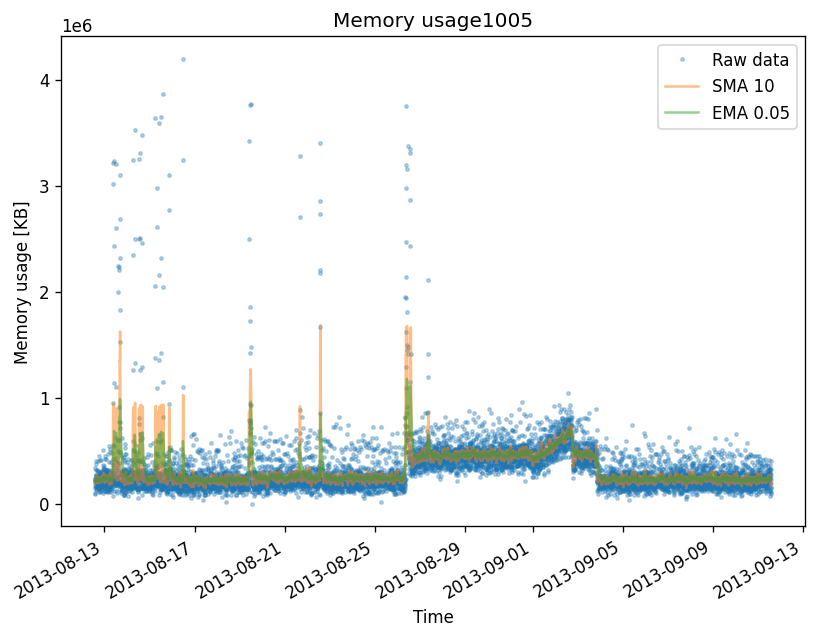 Memory usage1005
1e6
Raw data
SMA 10
EMA 0.05
4
3
2
1
0
Memory usage [KB]
2013-08-13
2013-08-17
2013-08-21
2013-08-25
2013-08-29
2013-09-01
2013-09-05
2013-09-09
2013-09-13
Time